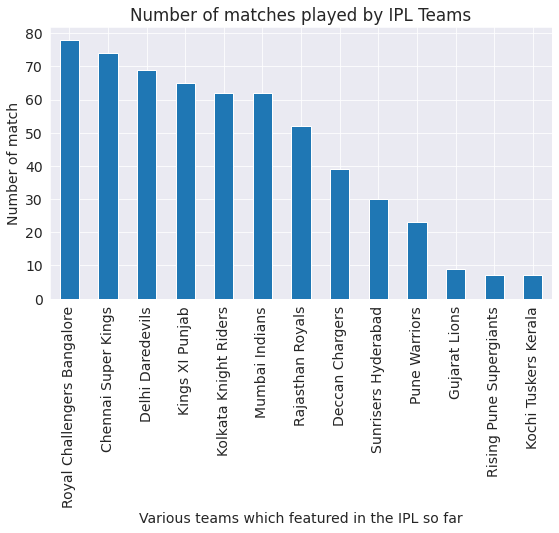 Number of matches played by IPL Teams
Number of match
80
70
60
50
40
30
20
10
0
Royal Challengers Bangalore
Chennai Super Kings
Delhi Daredevils
Kings XI Punjab
Kolkata Knight Riders
Mumbai Indians
Rajasthan Royals
Deccan Chargers
Sunrisers Hyderabad
Pune Warriors
Gujarat Lions
Rising Pune Supergiants
Kochi Tuskers Kerala
Various teams which featured in the IPL so far